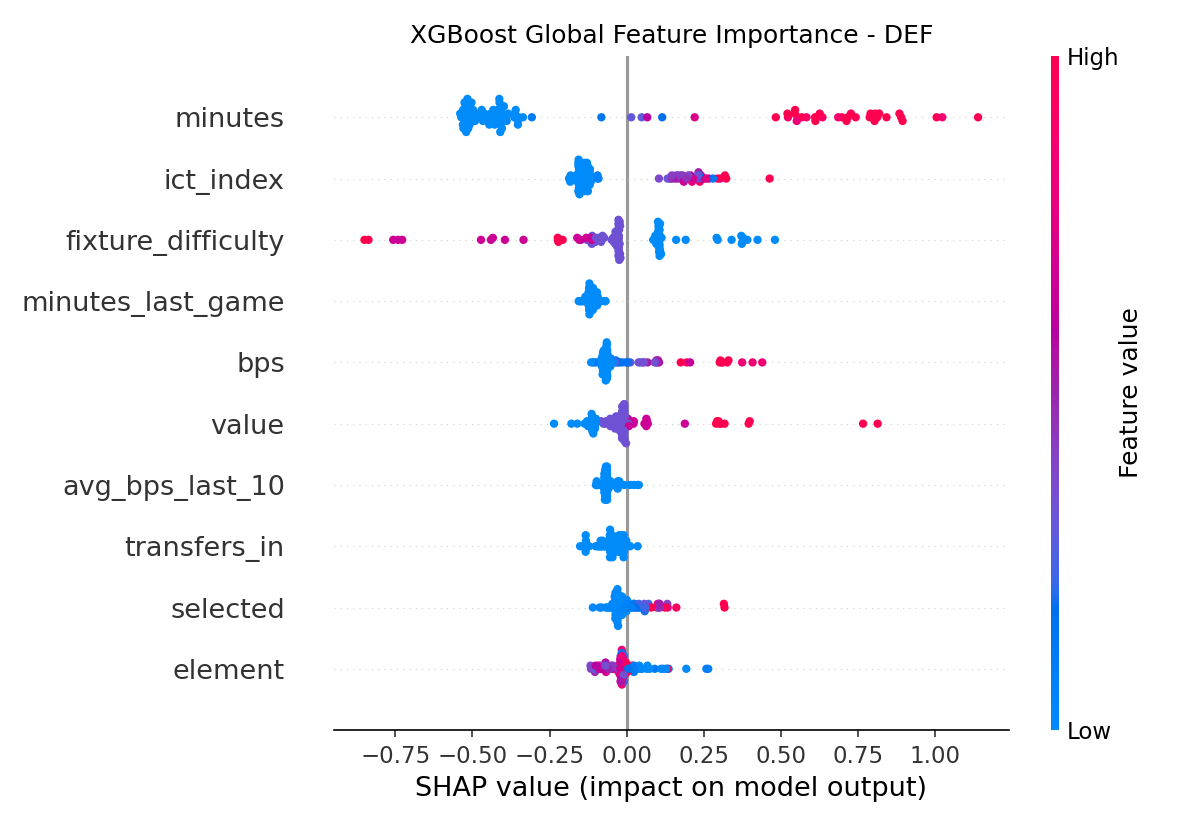 XGBoost Global Feature Importance - DEF
High
minutes
ict_index
fixture_difficulty
minutes_last_game
bps
value
avg_bps_last_10
transfers_in
selected
element
Feature value
Low
−0.75 −0.50 −0.25 0.00 0.25 0.50 0.75 1.00
SHAP value (impact on model output)